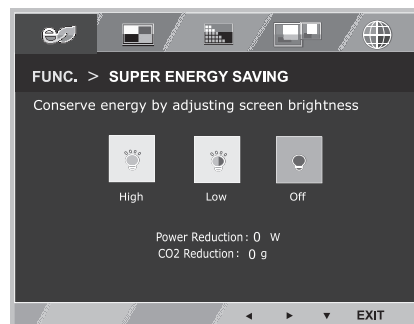 FUNC. > SUPER ENERGY SAVING
Conserve energy by adjusting screen brightness
High Low Off
Power Reduction : 0 W
CO2 Reduction : 0 g
EXIT